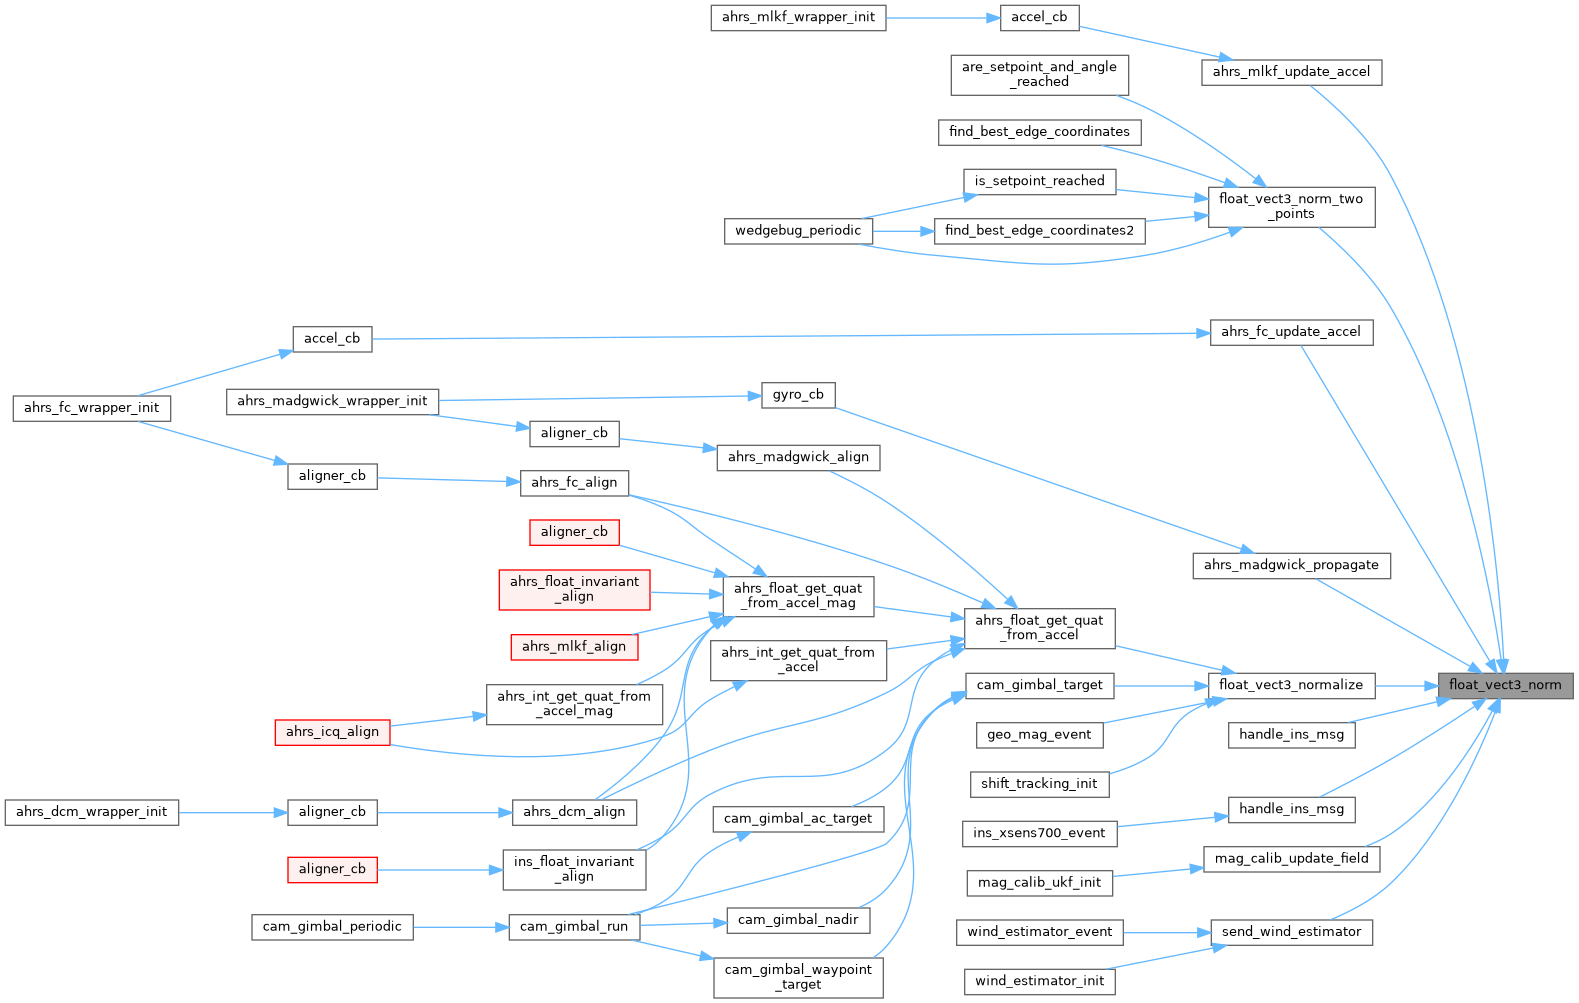 ahrs_mlkf_wrapper_init
accel_cb
ahrs_mlkf_update_accel
are_setpoint_and_angle
_reached
find_best_edge_coordinates
is_setpoint_reached
float_vect3_norm_two
_points
wedgebug_periodic
find_best_edge_coordinates2
accel_cb
ahrs_fc_update_accel
ahrs_fc_wrapper_init
ahrs_madgwick_wrapper_init
gyro_cb
aligner_cb
ahrs_madgwick_align
aligner_cb
ahrs_fc_align
aligner_cb
ahrs_madgwick_propagate
ahrs_float_invariant
_align
ahrs_float_get_quat
_from_accel_mag
ahrs_float_get_quat
_from_accel
ahrs_mlkf_align
ahrs_int_get_quat_from
_accel
cam_gimbal_target
float_vect3_normalize
float_vect3_norm
ahrs_int_get_quat_from
_accel_mag
ahrs_icq_align
geo_mag_event
handle_ins_msg
shift_tracking_init
ahrs_dcm_wrapper_init
aligner_cb
ahrs_dcm_align
cam_gimbal_ac_target
handle_ins_msg
ins_xsens700_event
aligner_cb
ins_float_invariant
_align
mag_calib_update_field
mag_calib_ukf_init
cam_gimbal_periodic
cam_gimbal_run
cam_gimbal_nadir
wind_estimator_event
send_wind_estimator
cam_gimbal_waypoint
_target
wind_estimator_init